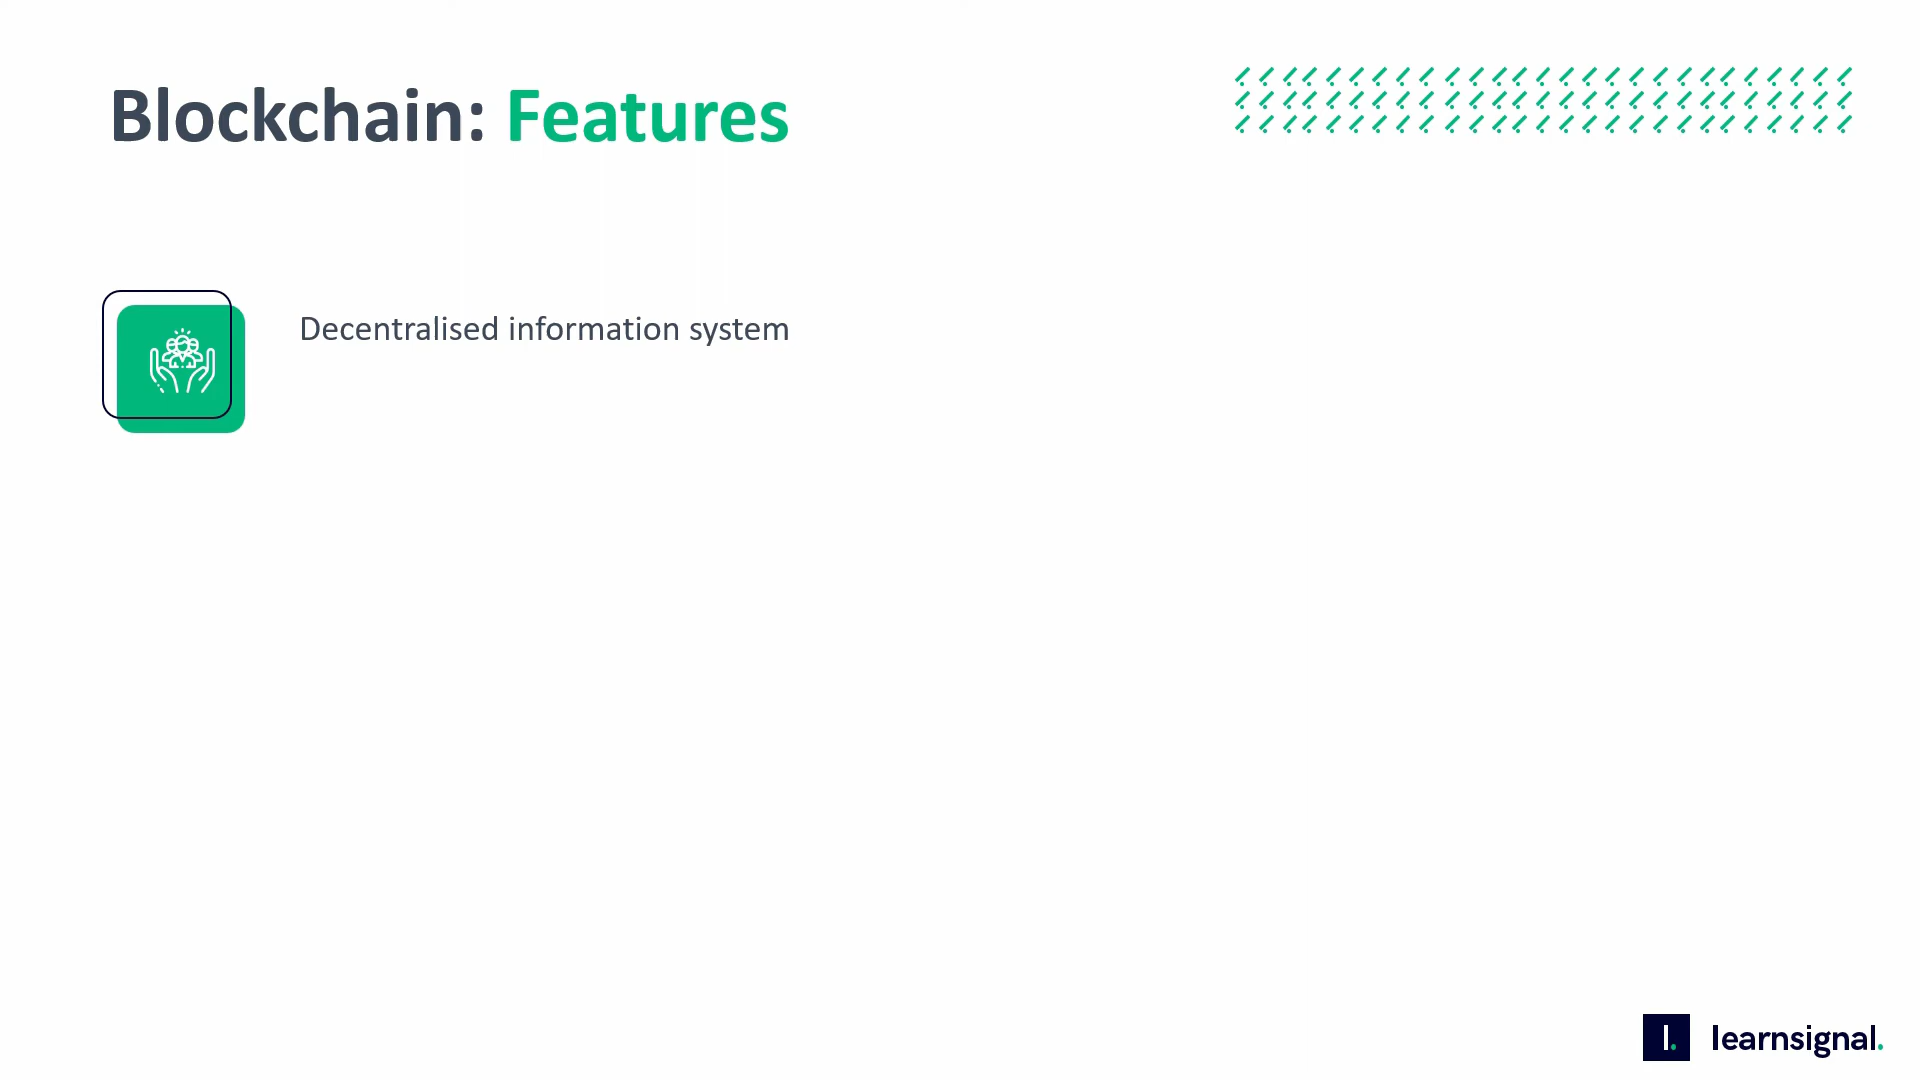 Blockchain: Features
Decentralised information system
l. learnsignal.